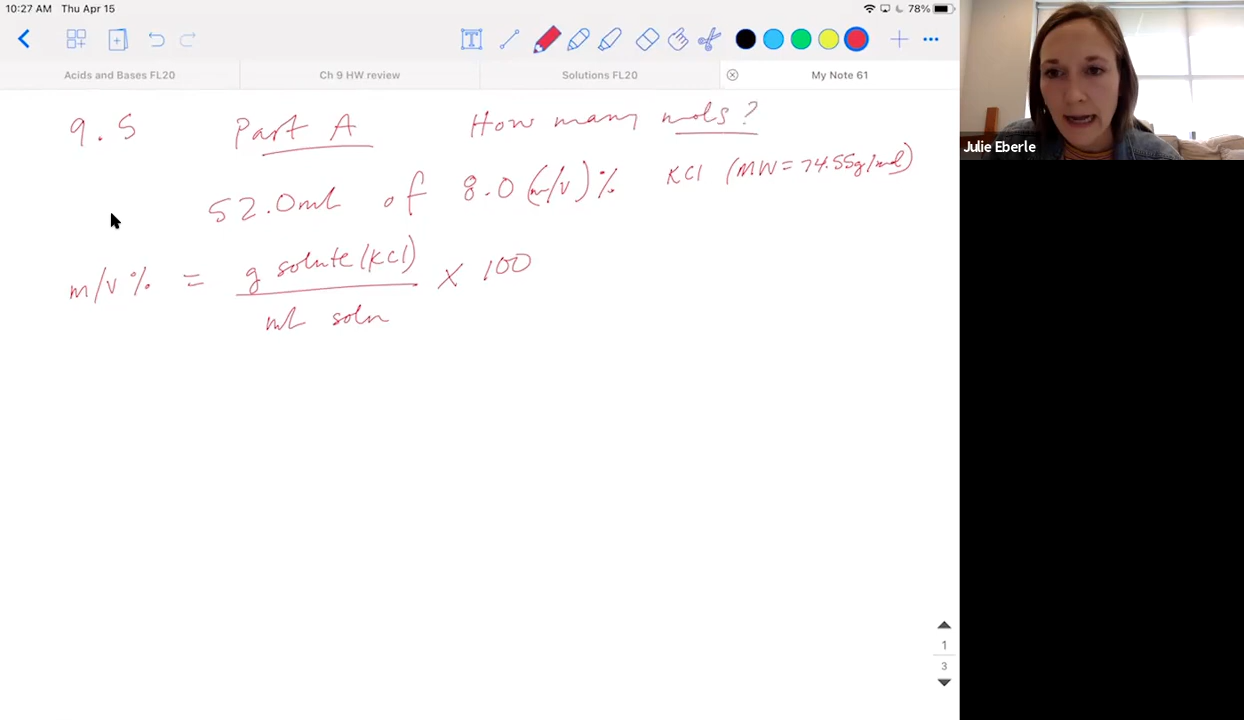 10:27 AM Thu Apr 15
78%
Acids and Bases FL20 Ch 9 HW review Solutions FL20 My Note 61
Julie Eberle
9.5 Part A How many mols?
52.0mL of 8.0 (m/v)% KCl (MW = 74.55g/mol)
m/v % = g solute (KCl) × 100
mL soln
1
3